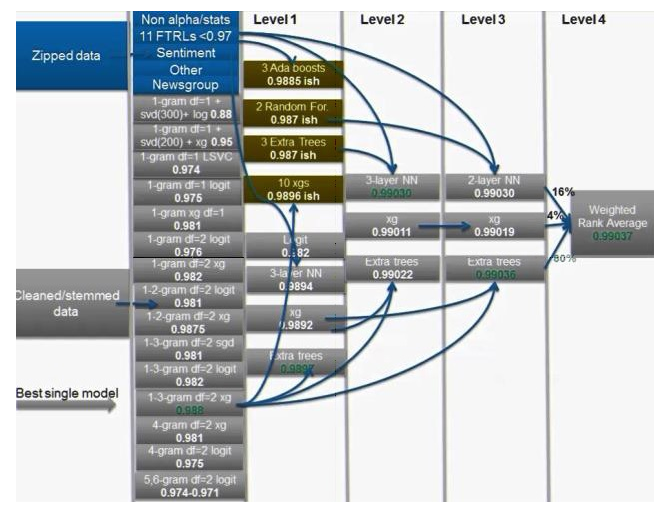 Zipped data
Cleaned/stemmed
data
Best single model
Non alpha/stats
11 FTRLs <0.97
Sentiment
Other
Newsgroup
1-gram df=1 +
svd(300)+ log 0.88
1-gram df=1 +
svd(200) + xg 0.95
1-gram df=1 LSVC
0.974
1-gram df=1 logit
0.975
1-gram xg df=1
0.981
1-gram df=2 logit
0.976
1-gram df=2 xg
0.982
1-2-gram df=2 logit
0.981
1-2-gram df=2 xg
0.9875
1-3-gram df=2 sgd
0.981
1-3-gram df=2 logit
0.982
1-3-gram df=2 xg
0.988
4-gram df=2 xg
0.981
4-gram df=2 logit
0.975
5,6-gram df=2 logit
0.974-0.971
Level 1
3 Ada boosts
0.9885 ish
2 Random For.
0.987 ish
3 Extra Trees
0.987 ish
10 xgs
0.9896 ish
Logit
3-layer NN
0.9894
xg
0.9892
Extra trees
Level 2
3-layer NN
0.99030
xg
0.99011
Extra trees
0.99022
Level 3
2-layer NN
0.99030
xg
0.99019
Extra trees
0.99036
Level 4
16%
4%
80%
Weighted
Rank Average
0.99037